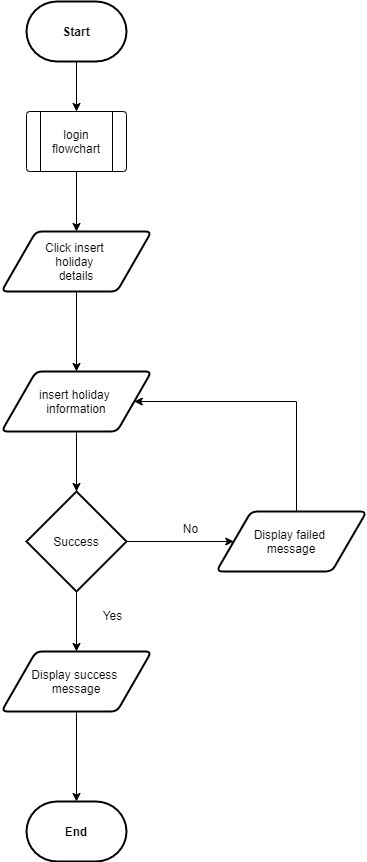 Start
login
flowchart
Click insert
holiday
details
insert holiday
information
Success
No
Display failed
message
Yes
Display success
message
End